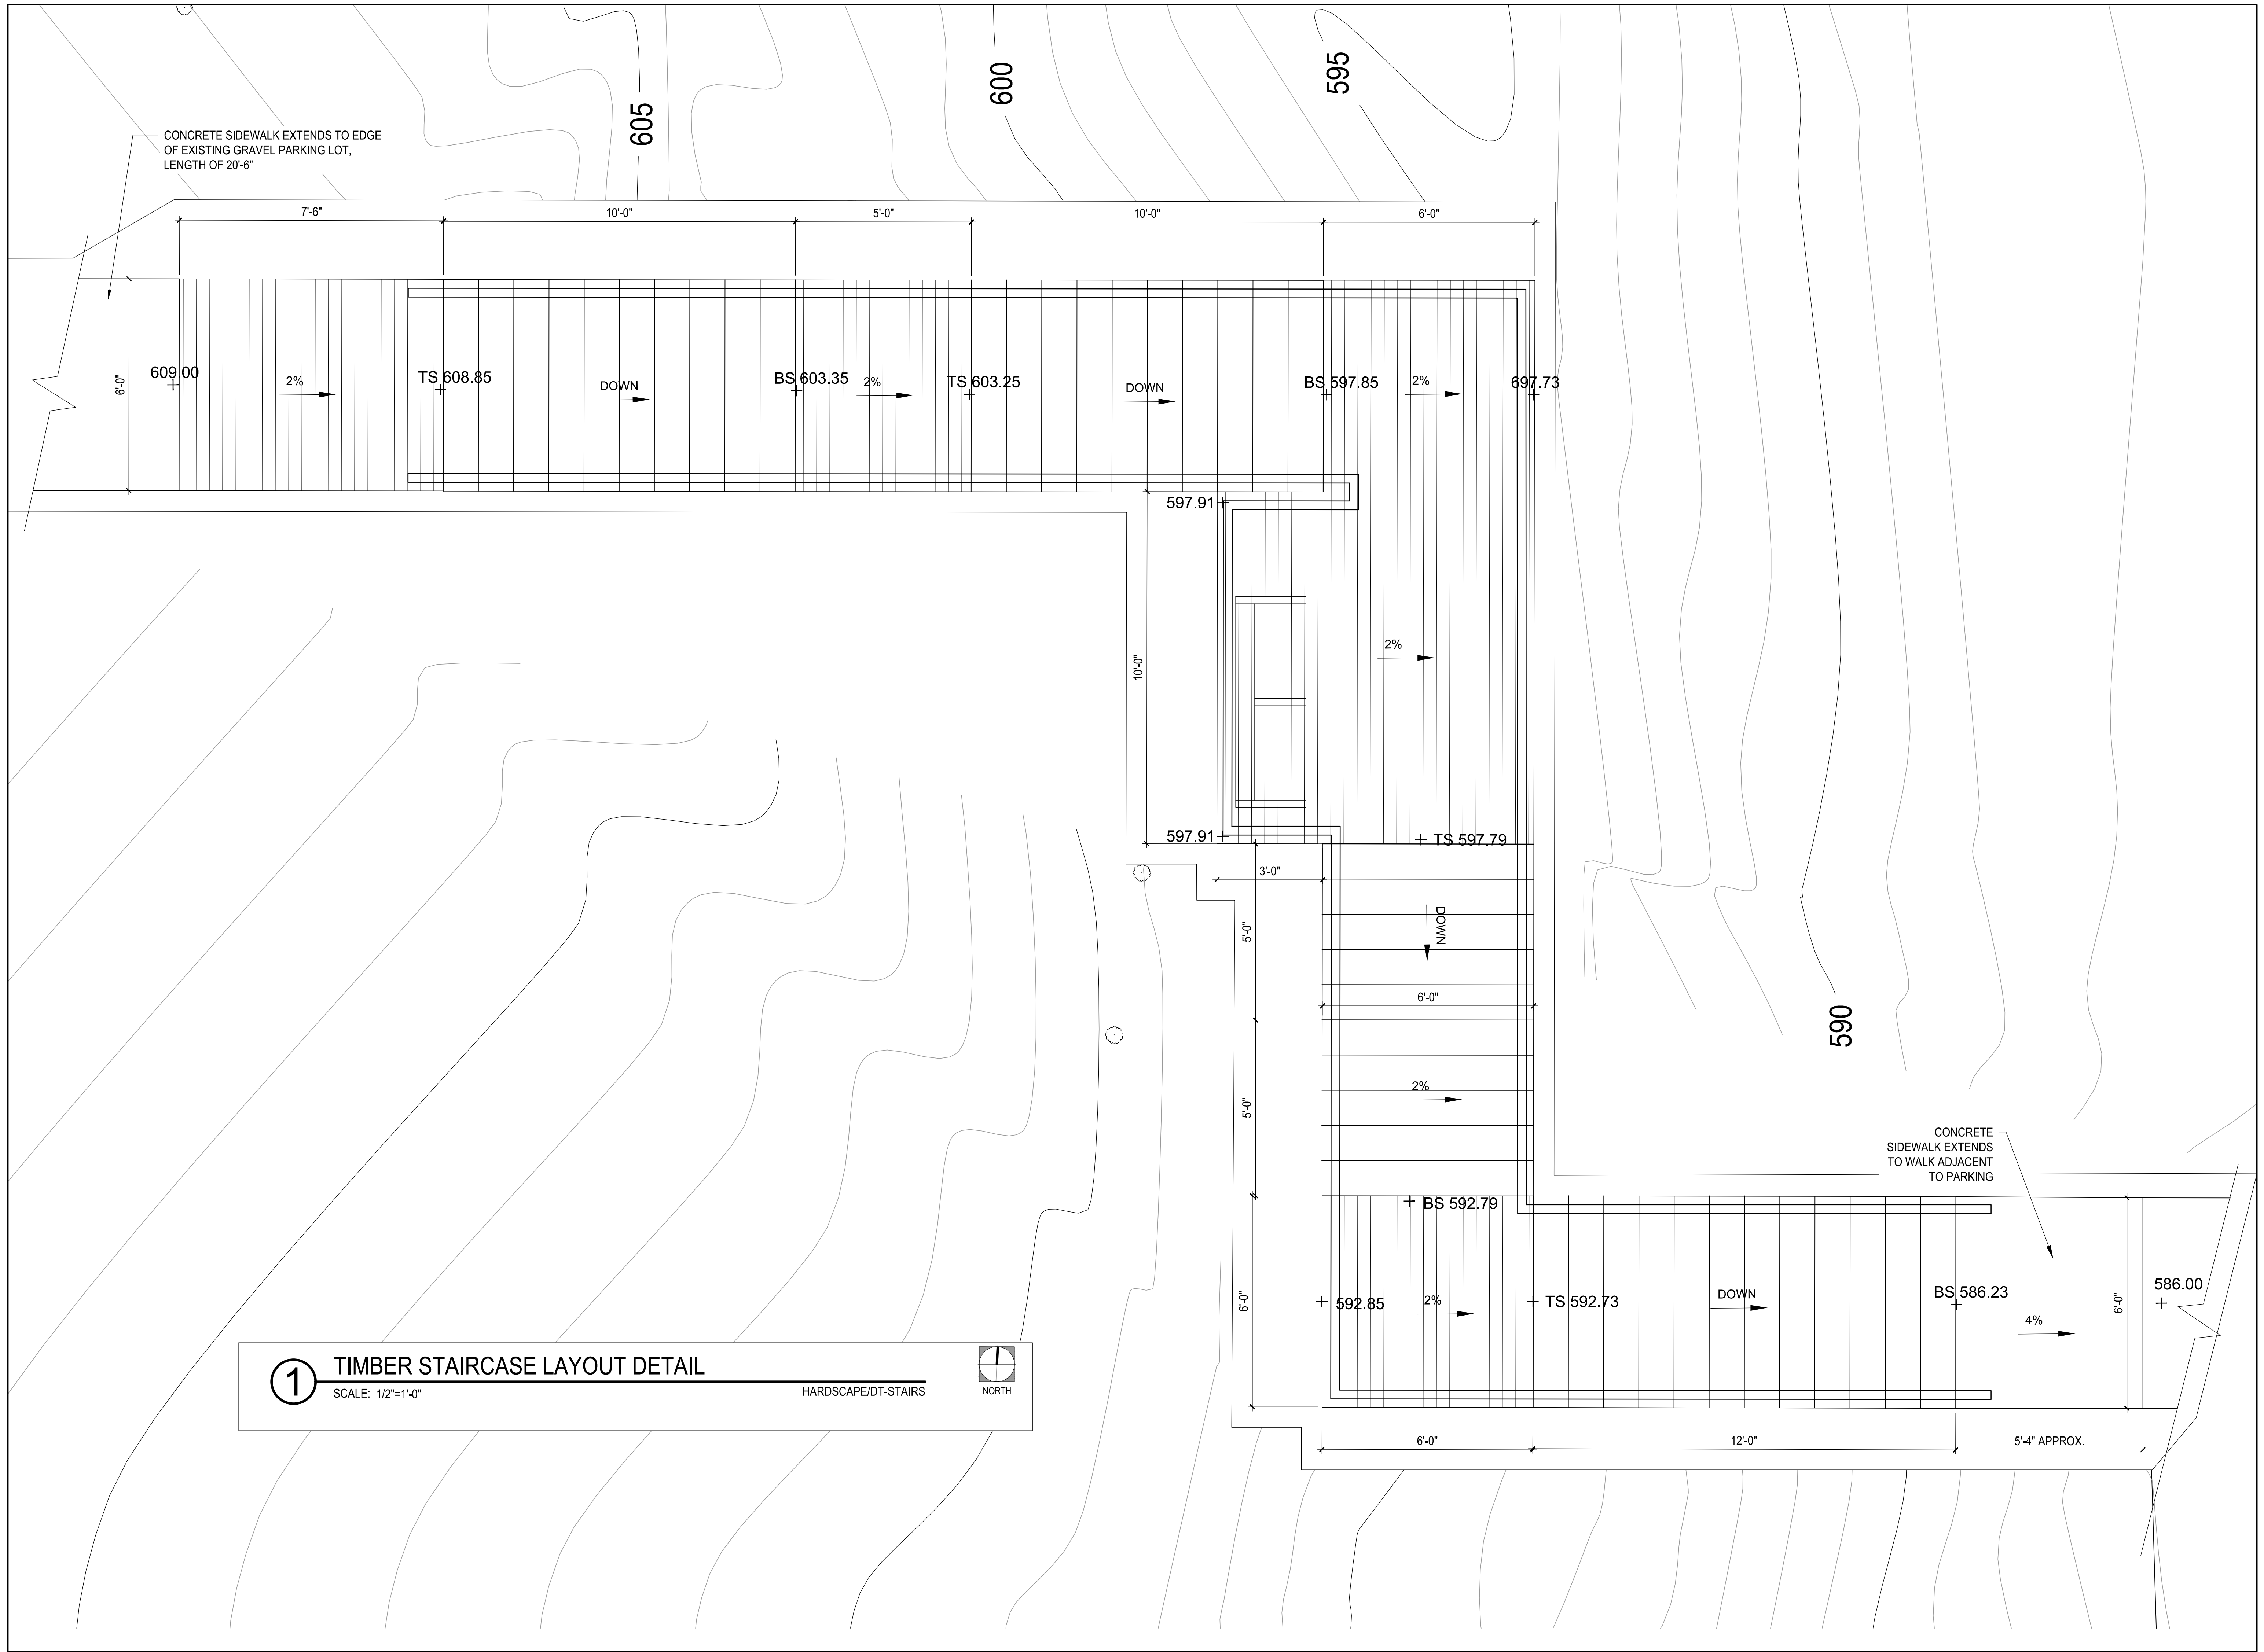 605
600
595
CONCRETE SIDEWALK EXTENDS TO EDGE
OF EXISTING GRAVEL PARKING LOT,
LENGTH OF 20'-6"
7'-6"
10'-0"
5'-0"
10'-0"
6'-0"
6'-0"
609.00
2%
TS 608.85
DOWN
BS 603.35
2%
TS 603.25
DOWN
BS 597.85
2%
697.73
597.91
10'-0"
2%
597.91
TS 597.79
3'-0"
5'-0"
DOWN
6'-0"
590
5'-0"
2%
CONCRETE
SIDEWALK EXTENDS
TO WALK ADJACENT
TO PARKING
BS 592.79
6'-0"
592.85
2%
TS 592.73
DOWN
BS 586.23
4%
6'-0"
586.00
6'-0"
12'-0"
5'-4" APPROX.
1
TIMBER STAIRCASE LAYOUT DETAIL
SCALE: 1/2"=1'-0"
HARDSCAPE/DT-STAIRS
NORTH